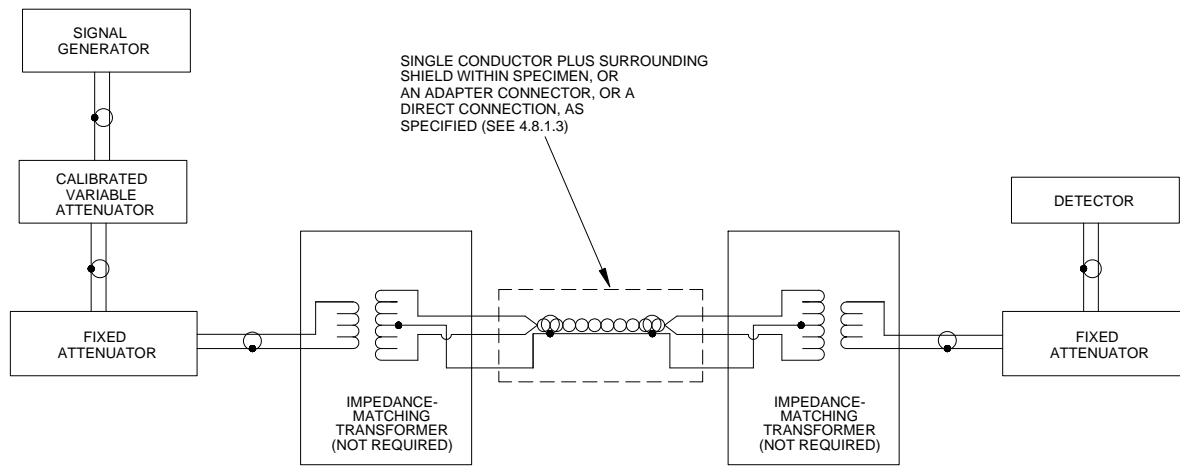 SIGNAL
GENERATOR
SINGLE CONDUCTOR PLUS SURROUNDING
SHIELD WITHIN SPECIMEN, OR
AN ADAPTER CONNECTOR, OR A
DIRECT CONNECTION, AS
SPECIFIED (SEE 4.8.1.3)
CALIBRATED
VARIABLE
ATTENUATOR
DETECTOR
FIXED
ATTENUATOR
FIXED
ATTENUATOR
IMPEDANCE-
MATCHING
TRANSFORMER
(NOT REQUIRED)
IMPEDANCE-
MATCHING
TRANSFORMER
(NOT REQUIRED)